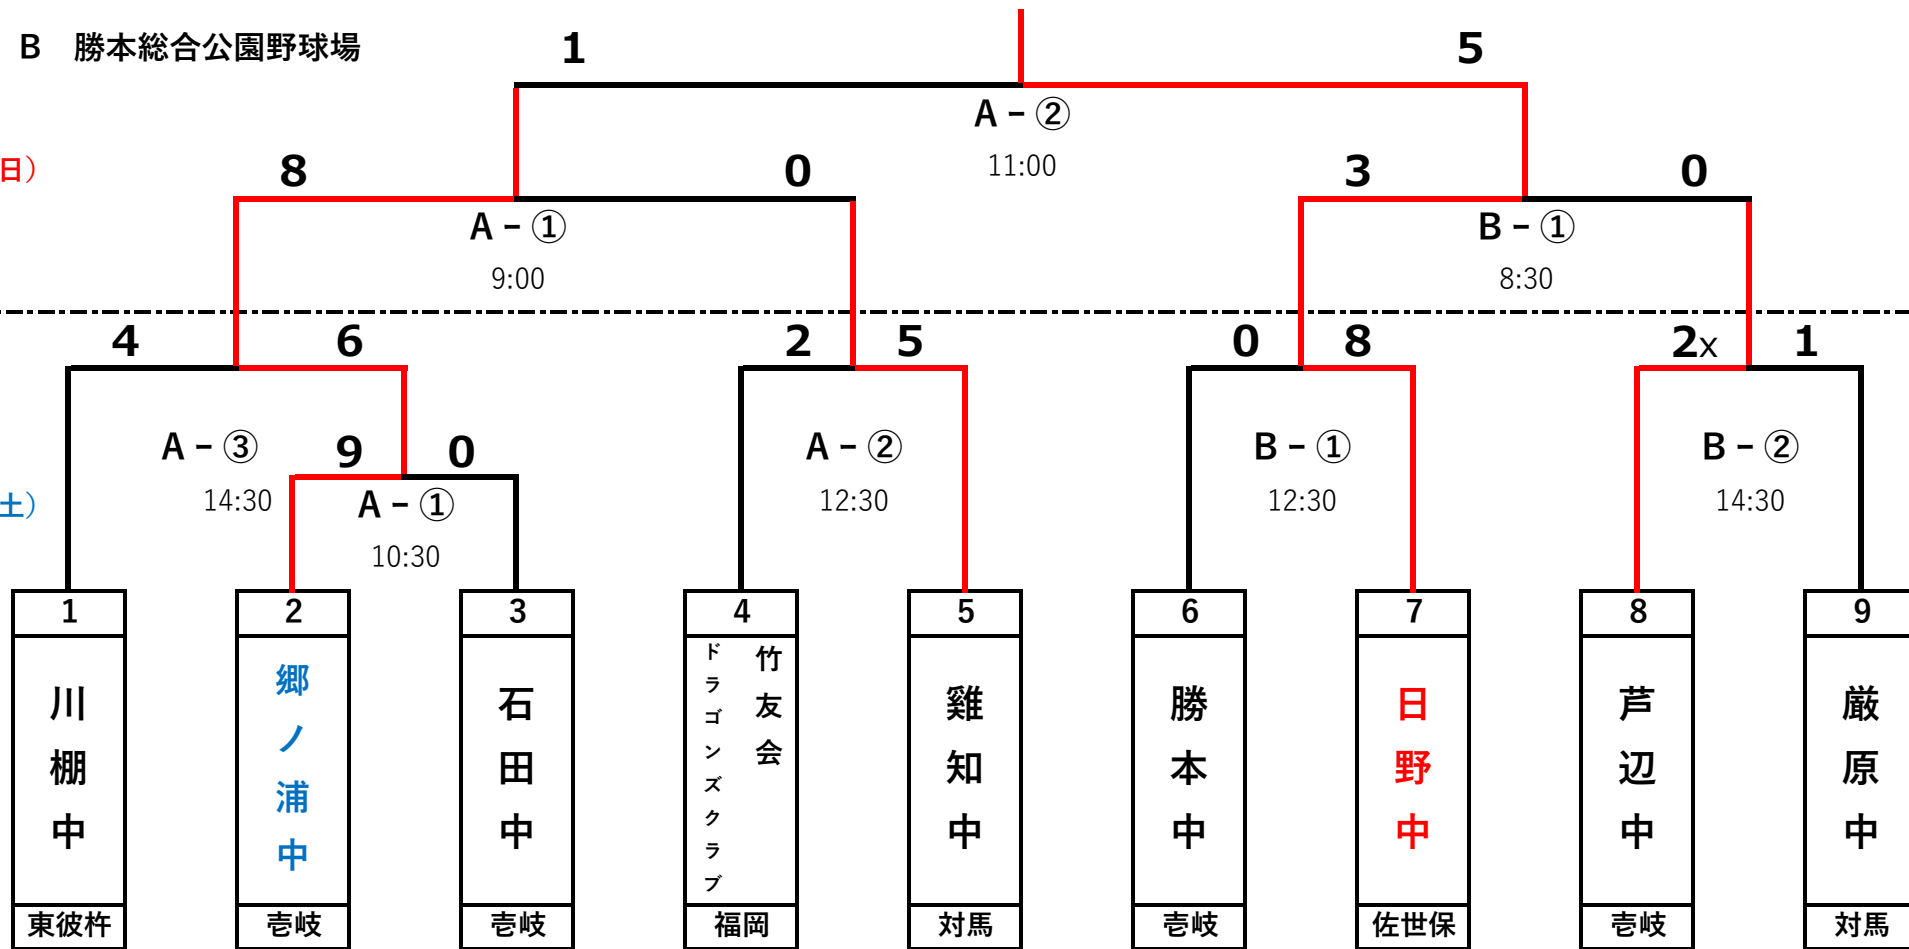 B 勝本総合公園野球場
1 5
A－②
11:00
日）
8 0 3 0
A－① B－①
9:00 8:30
4 6 2 5 0 8 2x 1
A－③ 9 0 A－② B－① B－②
土）
14:30 A－① 12:30 12:30 14:30
10:30
1 2 3 4 5 6 7 8 9
川棚中
郷ノ浦中
石田中
竹友会
ドラゴンズクラブ
雞知中
勝本中
日野中
芦辺中
厳原中
東彼杵 壱岐 壱岐 福岡 対馬 壱岐 佐世保 壱岐 対馬